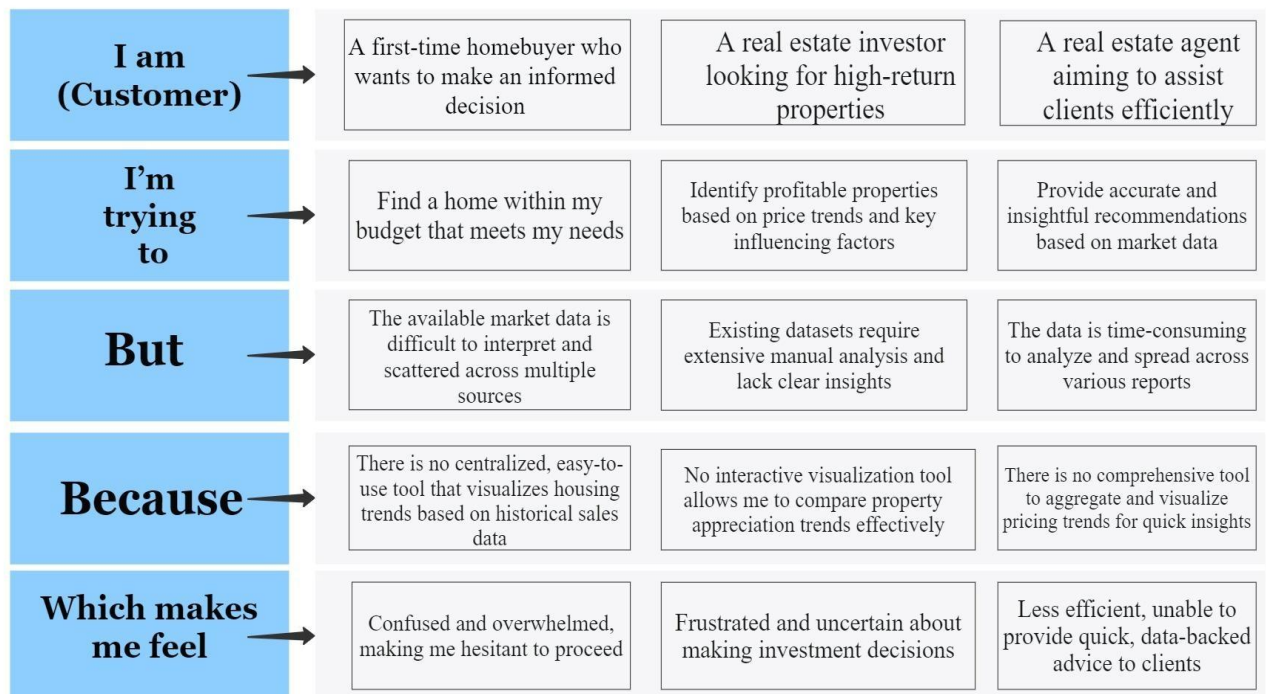 I am
(Customer)
A first-time homebuyer who
wants to make an informed
decision
A real estate investor
looking for high-return
properties
A real estate agent
aiming to assist
clients efficiently
I’m
trying
to
Find a home within my
budget that meets my needs
Identify profitable properties
based on price trends and key
influencing factors
Provide accurate and
insightful recommendations
based on market data
But
The available market data is
difficult to interpret and
scattered across multiple
sources
Existing datasets require
extensive manual analysis and
lack clear insights
The data is time-consuming
to analyze and spread across
various reports
Because
There is no centralized, easy-to-
use tool that visualizes housing
trends based on historical sales
data
No interactive visualization tool
allows me to compare property
appreciation trends effectively
There is no comprehensive tool
to aggregate and visualize
pricing trends for quick insights
Which makes
me feel
Confused and overwhelmed,
making me hesitant to proceed
Frustrated and uncertain about
making investment decisions
Less efficient, unable to
provide quick, data-backed
advice to clients